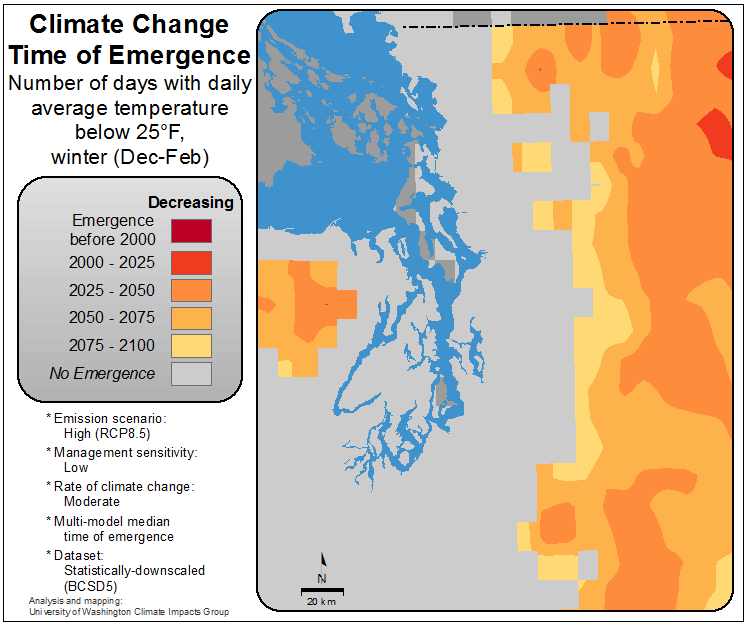 Climate Change
Time of Emergence
Number of days with daily
average temperature
below 25°F,
winter (Dec-Feb)
Decreasing
Emergence
before 2000
2000 - 2025
2025 - 2050
2050 - 2075
2075 - 2100
No Emergence
* Emission scenario:
High (RCP8.5)
* Management sensitivity:
Low
* Rate of climate change:
Moderate
* Multi-model median
time of emergence
* Dataset:
Statistically-downscaled
(BCSD5)
Analysis and mapping:
University of Washington Climate Impacts Group
N
20 km